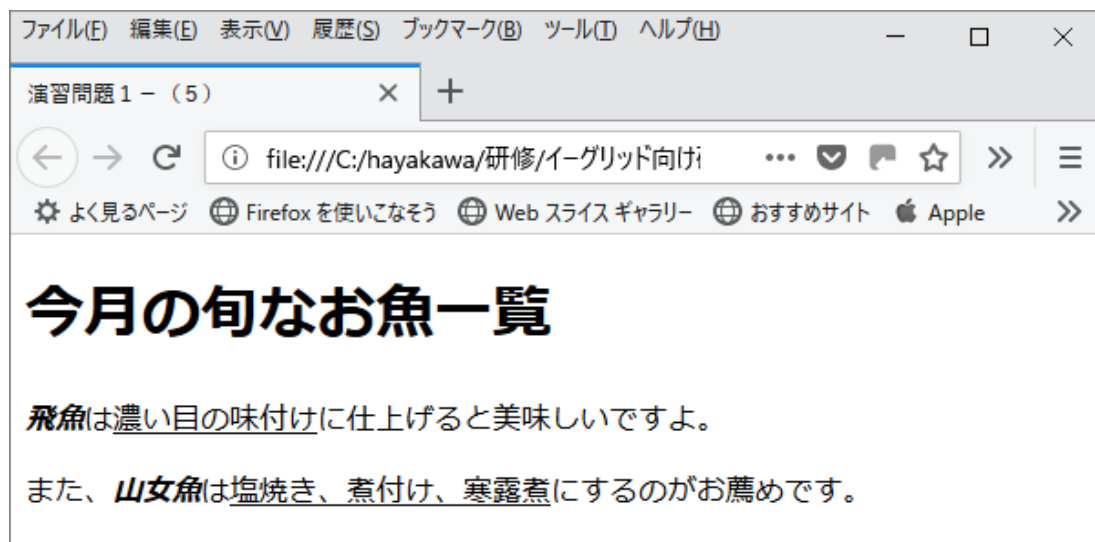 ファイル(F) 編集(E) 表示(V) 履歴(S) ブックマーク(B) ツール(T) ヘルプ(H)
演習問題1-(5)
file:///C:/hayakawa/研修/イーグリッド向け
よく見るページ Firefox を使いこなそう Web スライス ギャラリー おすすめサイト Apple
今月の旬なお魚一覧
飛魚は濃い目の味付けに仕上げると美味しいですよ。
また、山女魚は塩焼き、煮付け、寒露煮にするのがお薦めです。